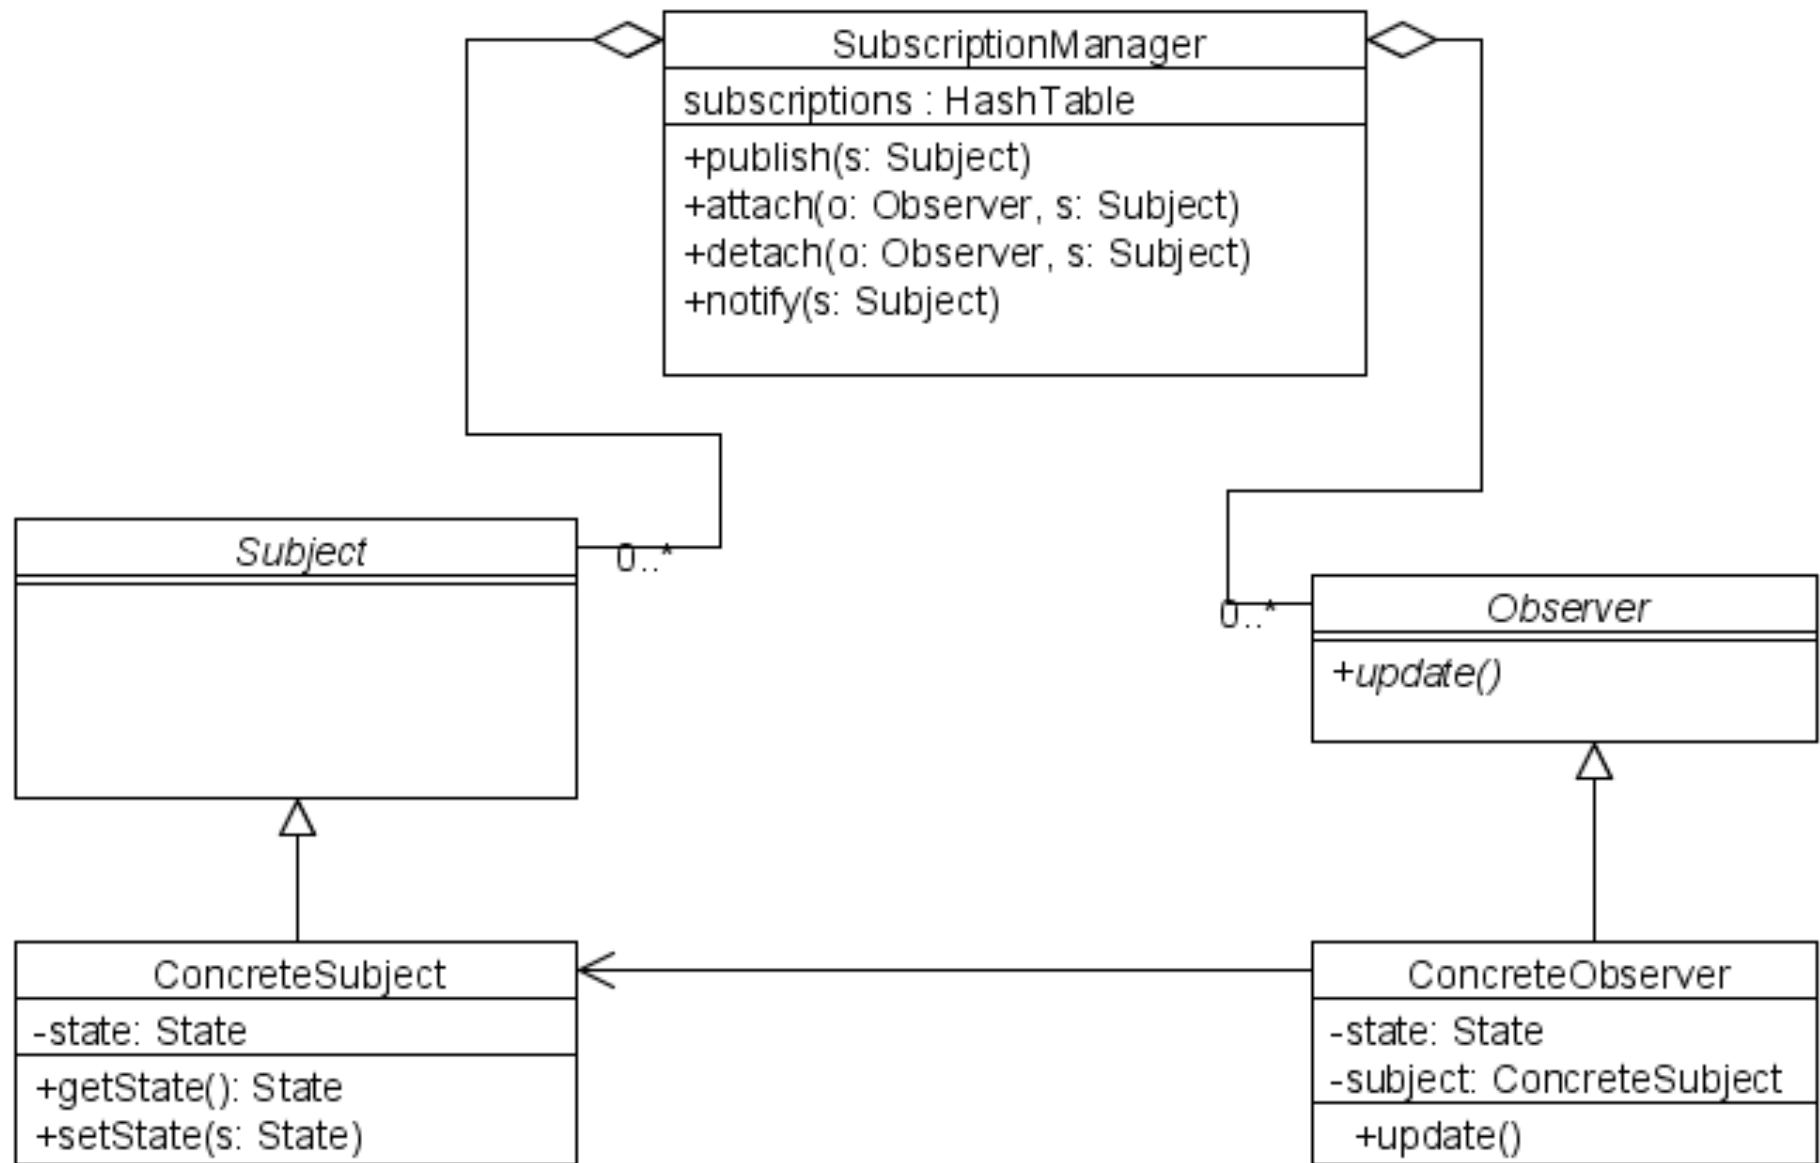 SubscriptionManager
subscriptions : HashTable
+publish(s: Subject)
+attach(o: Observer, s: Subject)
+detach(o: Observer, s: Subject)
+notify(s: Subject)
Subject
0..*
0..*
Observer
+update()
ConcreteSubject
-state: State
+getState(): State
+setState(s: State)
ConcreteObserver
-state: State
-subject: ConcreteSubject
+update()